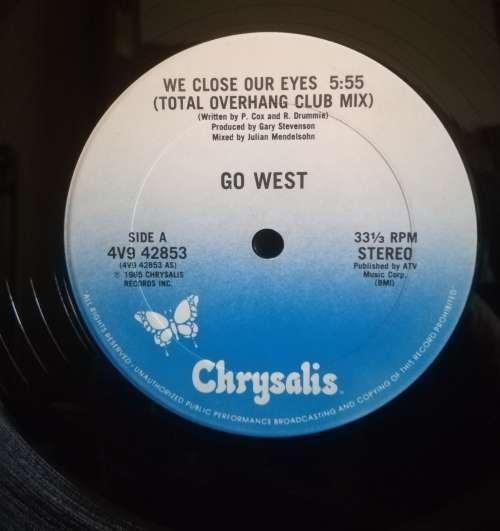 WE CLOSE OUR EYES 5:55
(TOTAL OVERHANG CLUB MIX)
(Written by P. Cox and R. Drummie)
Produced by Gary Stevenson
Mixed by Julian Mendelsohn
GO WEST
SIDE A
4V9 42853
(4V9 42853 AS)
℗ 1985 CHRYSALIS
RECORDS INC.
33⅓ RPM
STEREO
Published by ATV
Music Corp.
(BMI)
Chrysalis™
ALL RIGHTS RESERVED · UNAUTHORIZED PUBLIC PERFORMANCE BROADCASTING AND COPYING OF THIS RECORD PROHIBITED